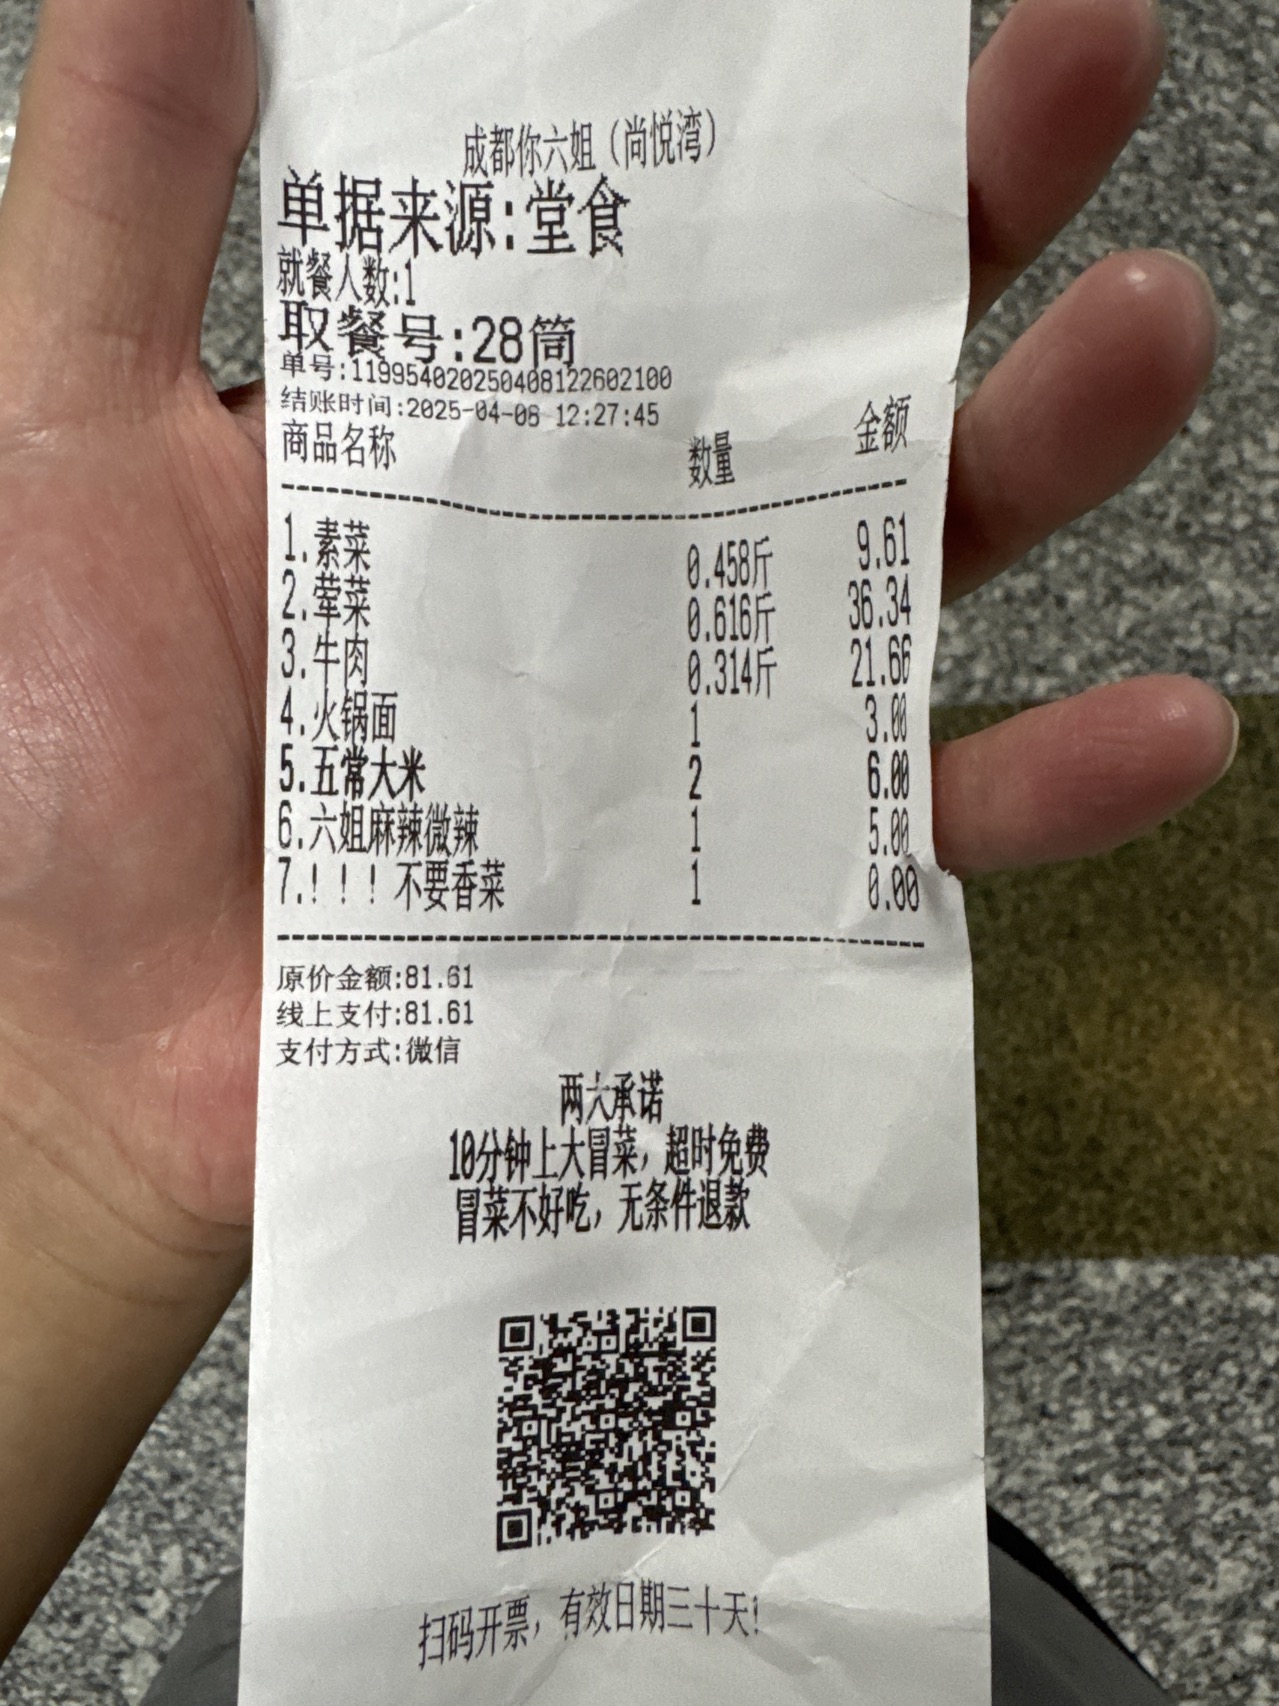 成都你六姐（尚悦湾）
单据来源:堂食
就餐人数:1
取餐号:28筒
单号:11995402025040812260​2100
结账时间:2025-04-08 12:27:45
商品名称 数量 金额
1.素菜 0.458斤 9.61
2.荤菜 0.616斤 36.34
3.牛肉 0.314斤 21.66
4.火锅面 1 3.00
5.五常大米 2 6.00
6.六姐麻辣微辣 1 5.00
7.！！！不要香菜 1 0.00
原价金额:81.61
线上支付:81.61
支付方式:微信
两大承诺
10分钟上大冒菜，超时免费
冒菜不好吃，无条件退款
扫码开票，有效日期三十天!